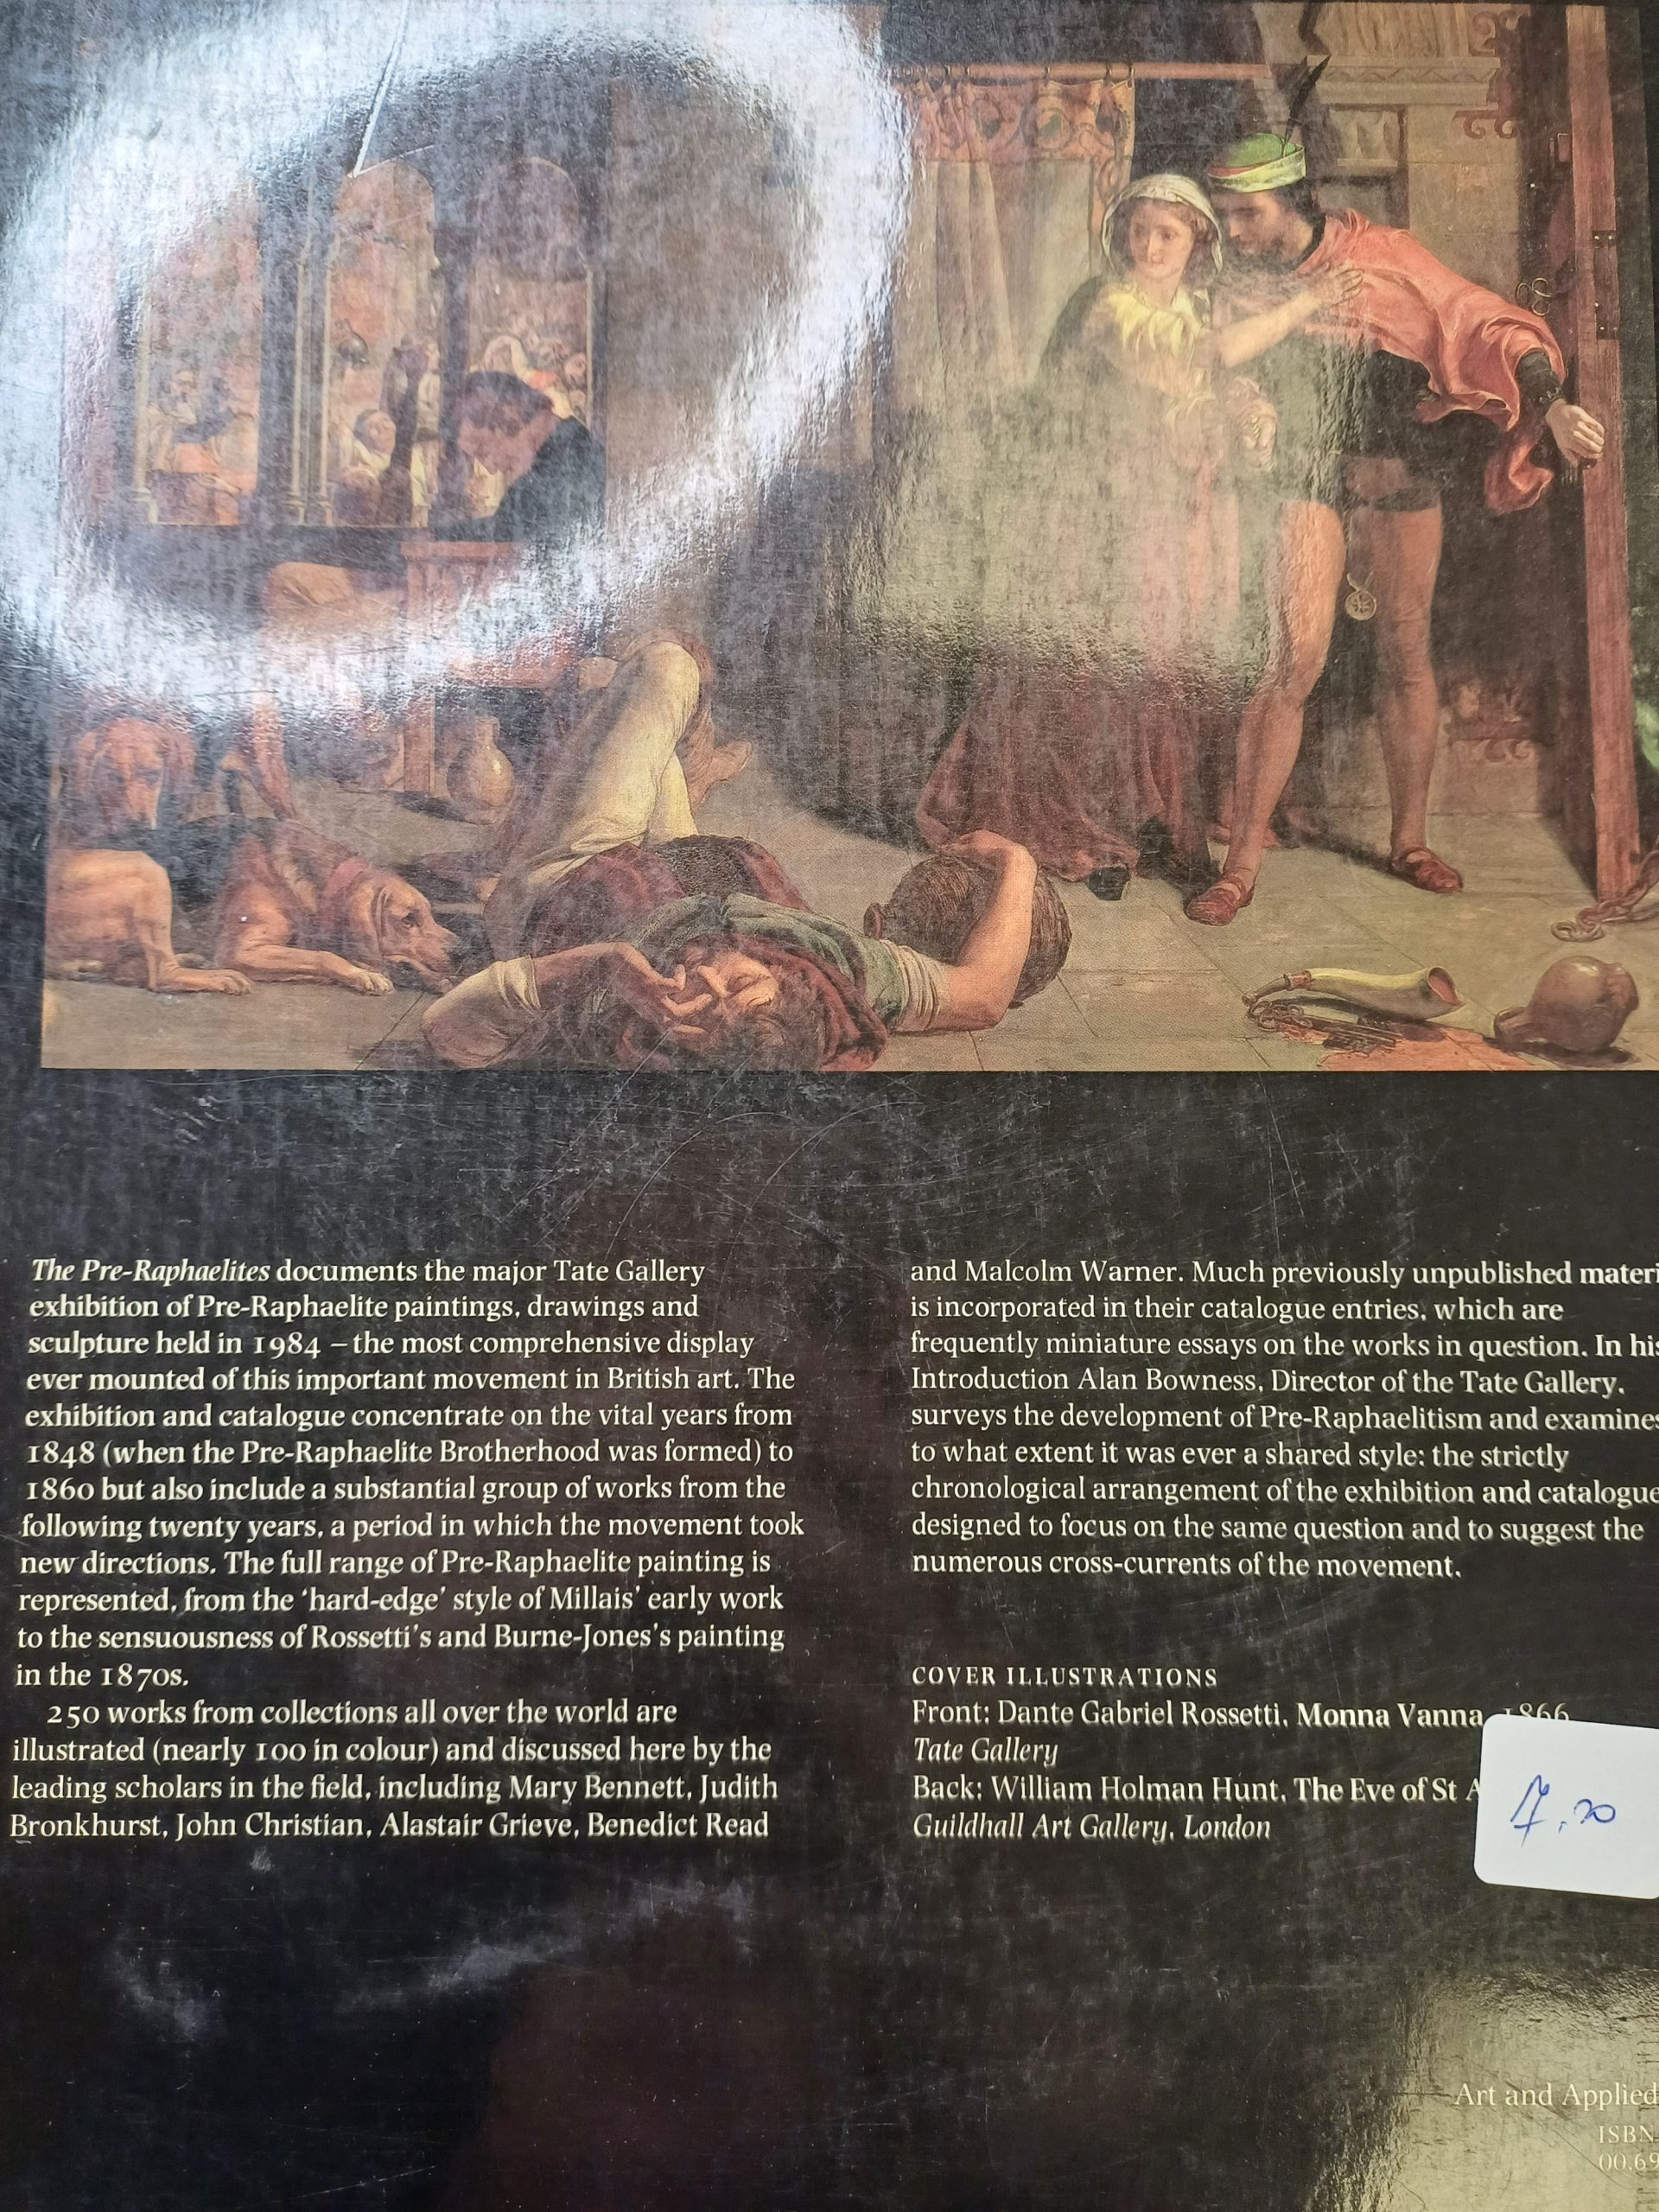 The Pre-Raphaelites documents the major Tate Gallery
exhibition of Pre-Raphaelite paintings, drawings and
sculpture held in 1984 – the most comprehensive display
ever mounted of this important movement in British art. The
exhibition and catalogue concentrate on the vital years from
1848 (when the Pre-Raphaelite Brotherhood was formed) to
1860 but also include a substantial group of works from the
following twenty years, a period in which the movement took
new directions. The full range of Pre-Raphaelite painting is
represented, from the ‘hard-edge’ style of Millais’ early work
to the sensuousness of Rossetti’s and Burne-Jones’s painting
in the 1870s.
250 works from collections all over the world are
illustrated (nearly 100 in colour) and discussed here by the
leading scholars in the field, including Mary Bennett, Judith
Bronkhurst, John Christian, Alastair Grieve, Benedict Read
and Malcolm Warner. Much previously unpublished materi
is incorporated in their catalogue entries, which are
frequently miniature essays on the works in question. In his
Introduction Alan Bowness, Director of the Tate Gallery,
surveys the development of Pre-Raphaelitism and examines
to what extent it was ever a shared style: the strictly
chronological arrangement of the exhibition and catalogue
designed to focus on the same question and to suggest the
numerous cross-currents of the movement.
COVER ILLUSTRATIONS
Front: Dante Gabriel Rossetti, Monna Vanna, 1866
Tate Gallery
Back: William Holman Hunt, The Eve of St A
Guildhall Art Gallery, London
7.20
Art and Applied
ISBN
00.69